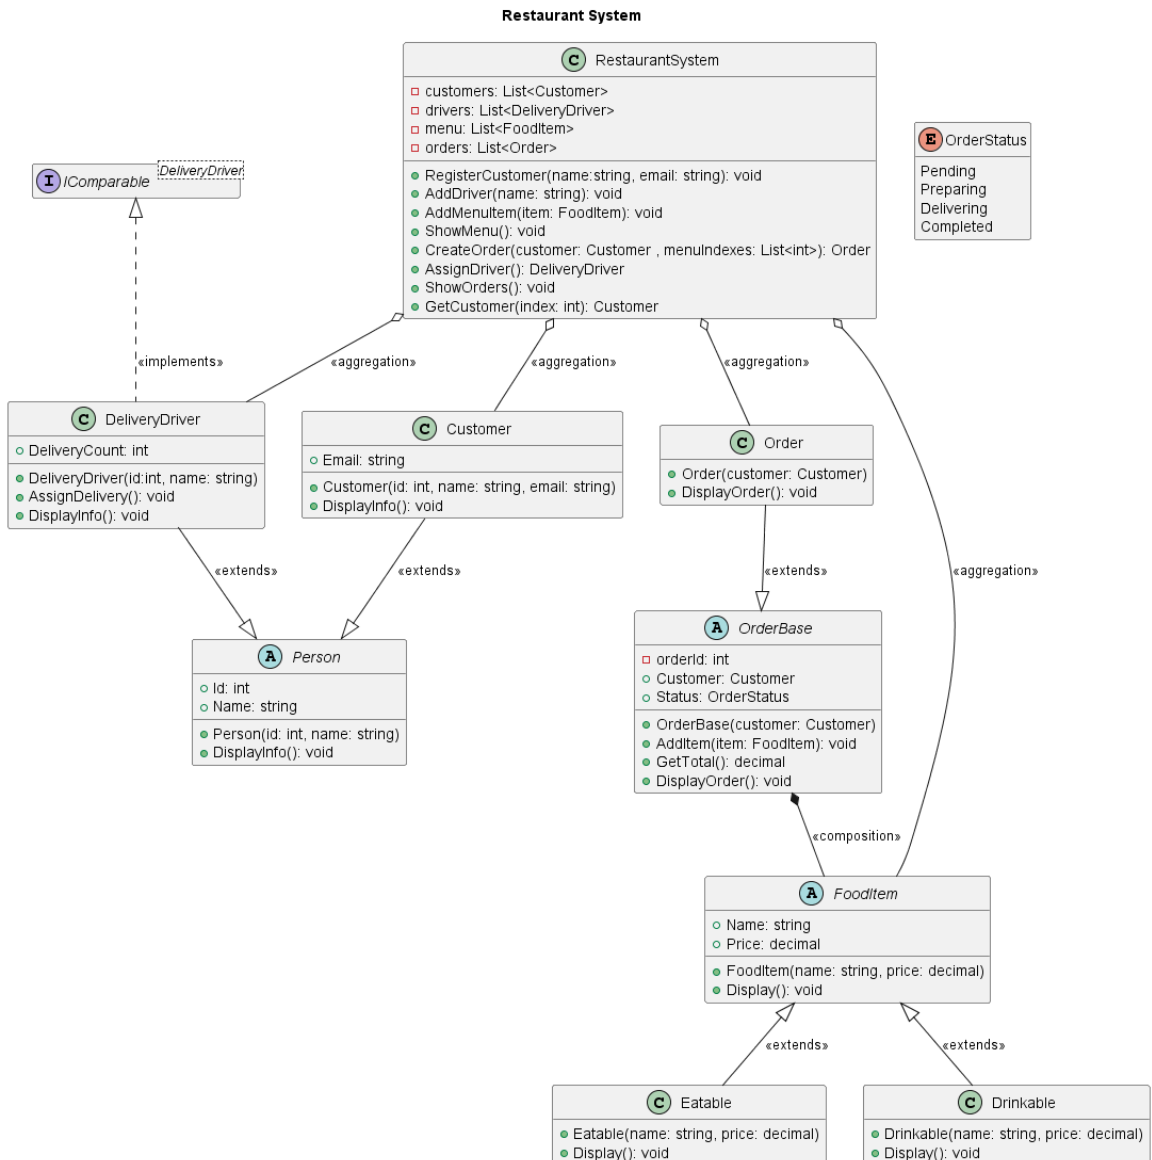 Restaurant System
C RestaurantSystem
customers: List<Customer>
drivers: List<DeliveryDriver>
menu: List<FoodItem>
orders: List<Order>
RegisterCustomer(name:string, email: string): void
AddDriver(name: string): void
AddMenuItem(item: FoodItem): void
ShowMenu(): void
CreateOrder(customer: Customer , menuIndexes: List<int>): Order
AssignDriver(): DeliveryDriver
ShowOrders(): void
GetCustomer(index: int): Customer
E OrderStatus
Pending
Preparing
Delivering
Completed
I IComparable
DeliveryDriver
«implements»
«aggregation»
«aggregation»
«aggregation»
C DeliveryDriver
DeliveryCount: int
DeliveryDriver(id:int, name: string)
AssignDelivery(): void
DisplayInfo(): void
C Customer
Email: string
Customer(id: int, name: string, email: string)
DisplayInfo(): void
C Order
Order(customer: Customer)
DisplayOrder(): void
«extends»
«extends»
«extends»
«aggregation»
A Person
Id: int
Name: string
Person(id: int, name: string)
DisplayInfo(): void
A OrderBase
orderId: int
Customer: Customer
Status: OrderStatus
OrderBase(customer: Customer)
AddItem(item: FoodItem): void
GetTotal(): decimal
DisplayOrder(): void
«composition»
A FoodItem
Name: string
Price: decimal
FoodItem(name: string, price: decimal)
Display(): void
«extends»
«extends»
C Eatable
Eatable(name: string, price: decimal)
Display(): void
C Drinkable
Drinkable(name: string, price: decimal)
Display(): void